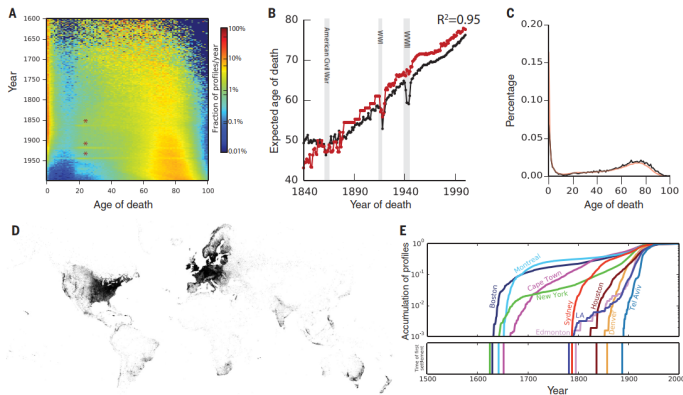 A
Year
1600
1650
1700
1750
1800
1850
1900
1950
0 20 40 60 80 100
Age of death
*
*
*
Fraction of profiles/year
100%
10%
1%
0.1%
0.01%
B
R²=0.95
Expected age of death
80
70
60
50
40
American Civil War
WWI
WWII
1840 1890 1940 1990
Year of death
C
Percentage
0.20
0.15
0.10
0.05
0.00
0 20 40 60 80 100
Age of death
D
E
Accumulation of profiles
10⁰
10⁻¹
10⁻²
10⁻³
Boston
Montreal
Cape Town
New York
Sydney
Edmonton
LA
Houston
Denver
Tel Aviv
Time of first
settlement
1500 1600 1700 1800 1900 2000
Year